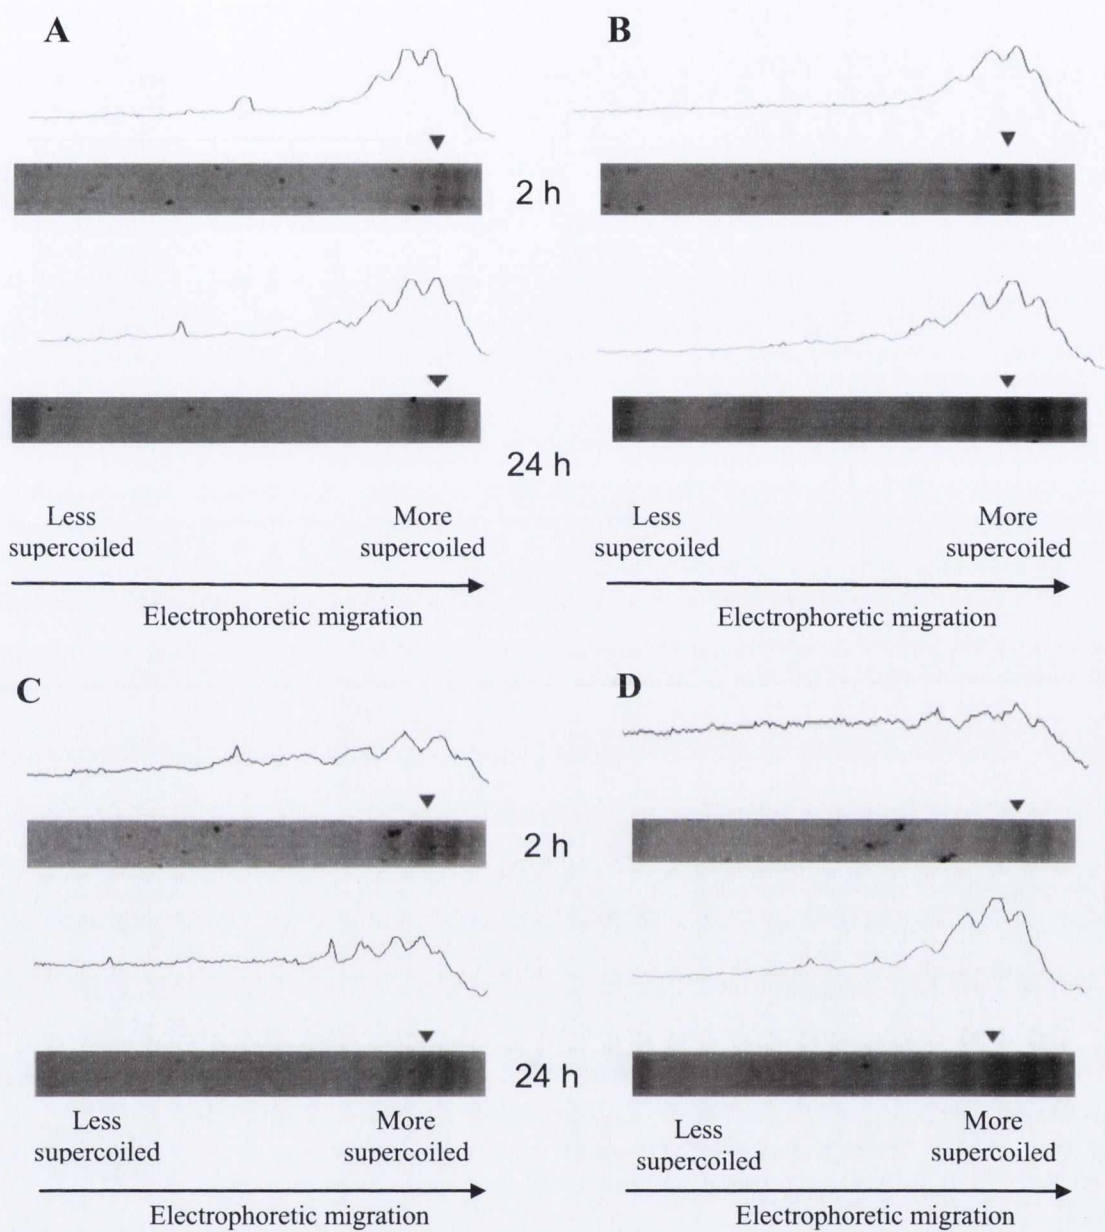 A
B
2 h
24 h
Less
supercoiled
More
supercoiled
Electrophoretic migration
Less
supercoiled
More
supercoiled
Electrophoretic migration
C
D
2 h
24 h
Less
supercoiled
More
supercoiled
Electrophoretic migration
Less
supercoiled
More
supercoiled
Electrophoretic migration